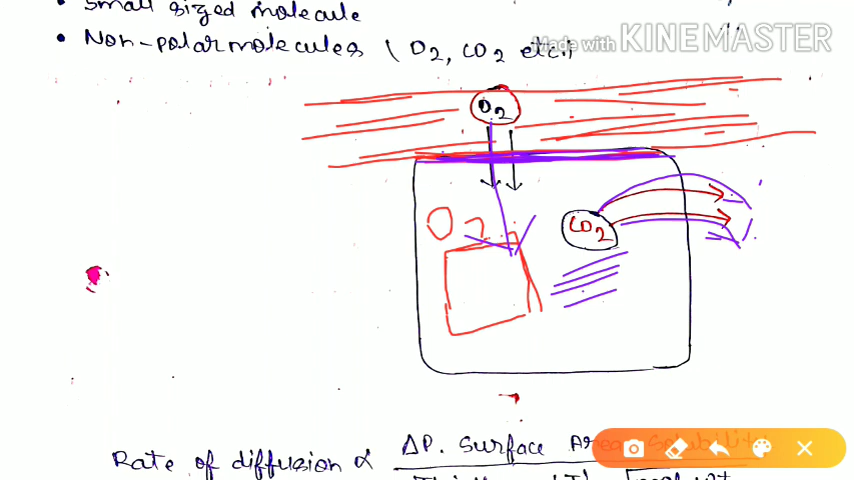 • Small sized molecule
• Non-polar molecules ( O2, CO2 etc.)
Made with KINEMASTER
O2
O2
CO2
Rate of diffusion ∝ ΔP. Surface Area